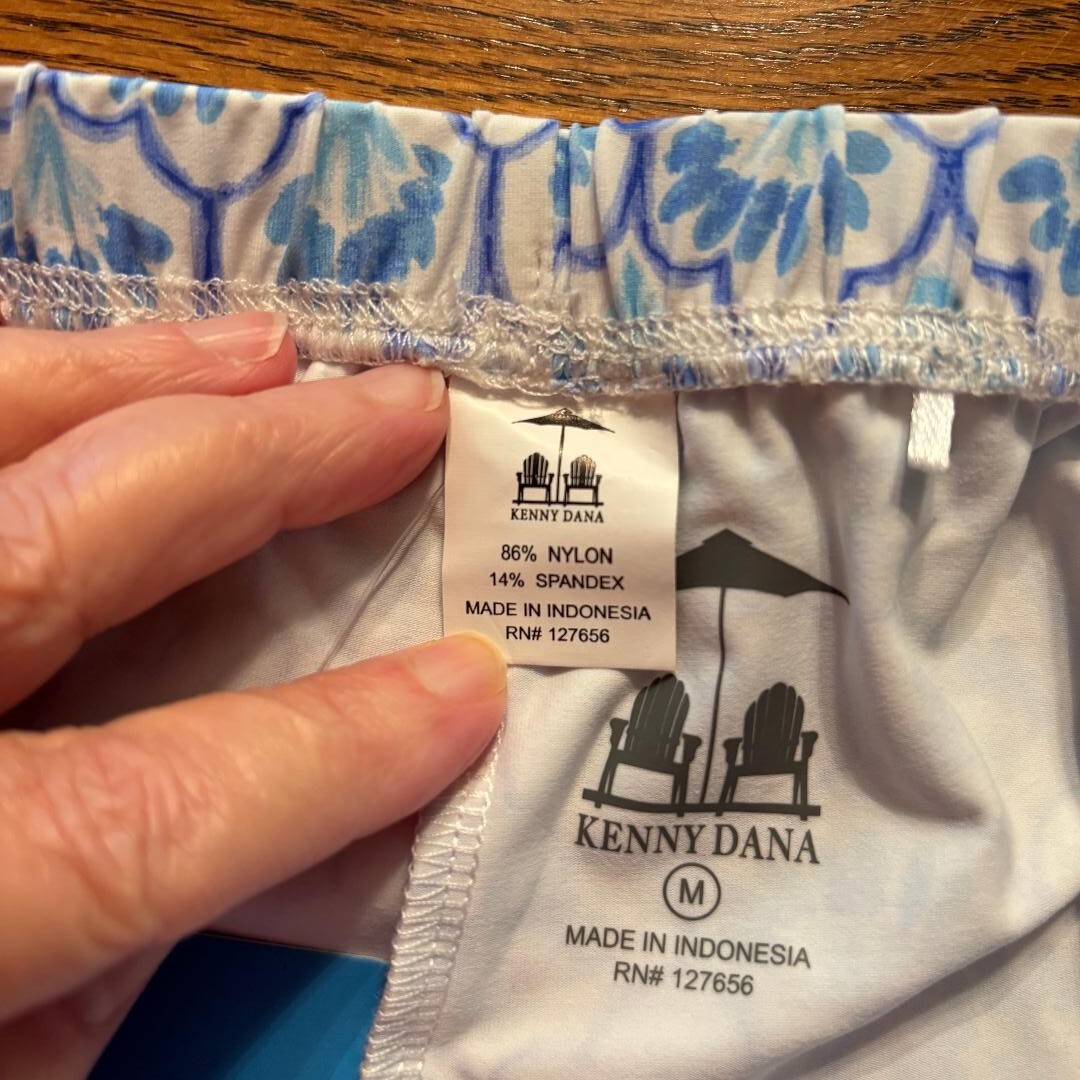 KENNY DANA
86% NYLON
14% SPANDEX
MADE IN INDONESIA
RN# 127656
KENNY DANA
M
MADE IN INDONESIA
RN# 127656